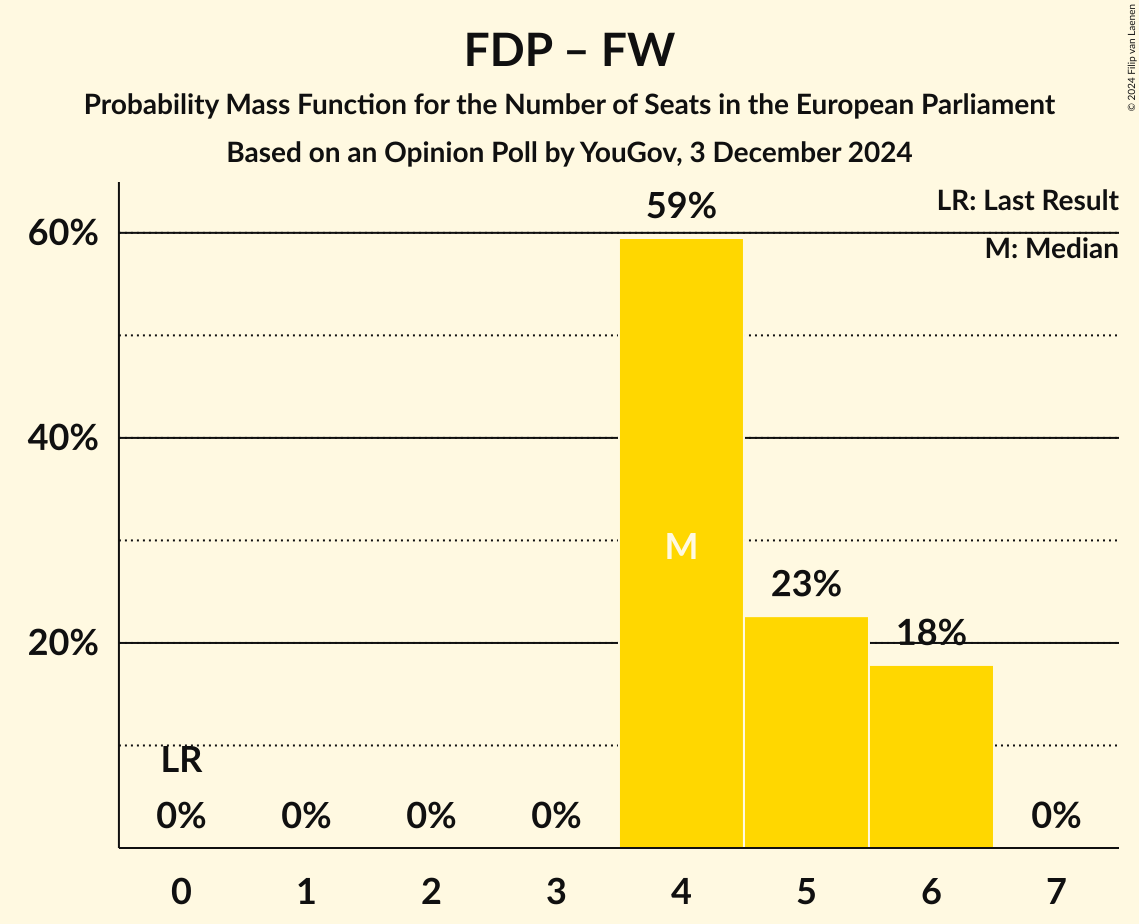 FDP – FW
Probability Mass Function for the Number of Seats in the European Parliament
Based on an Opinion Poll by YouGov, 3 December 2024
© 2024 Filip van Laenen
LR: Last Result
M: Median
60%
40%
20%
59%
M
23%
18%
LR
0% 0% 0% 0% 0%
0 1 2 3 4 5 6 7